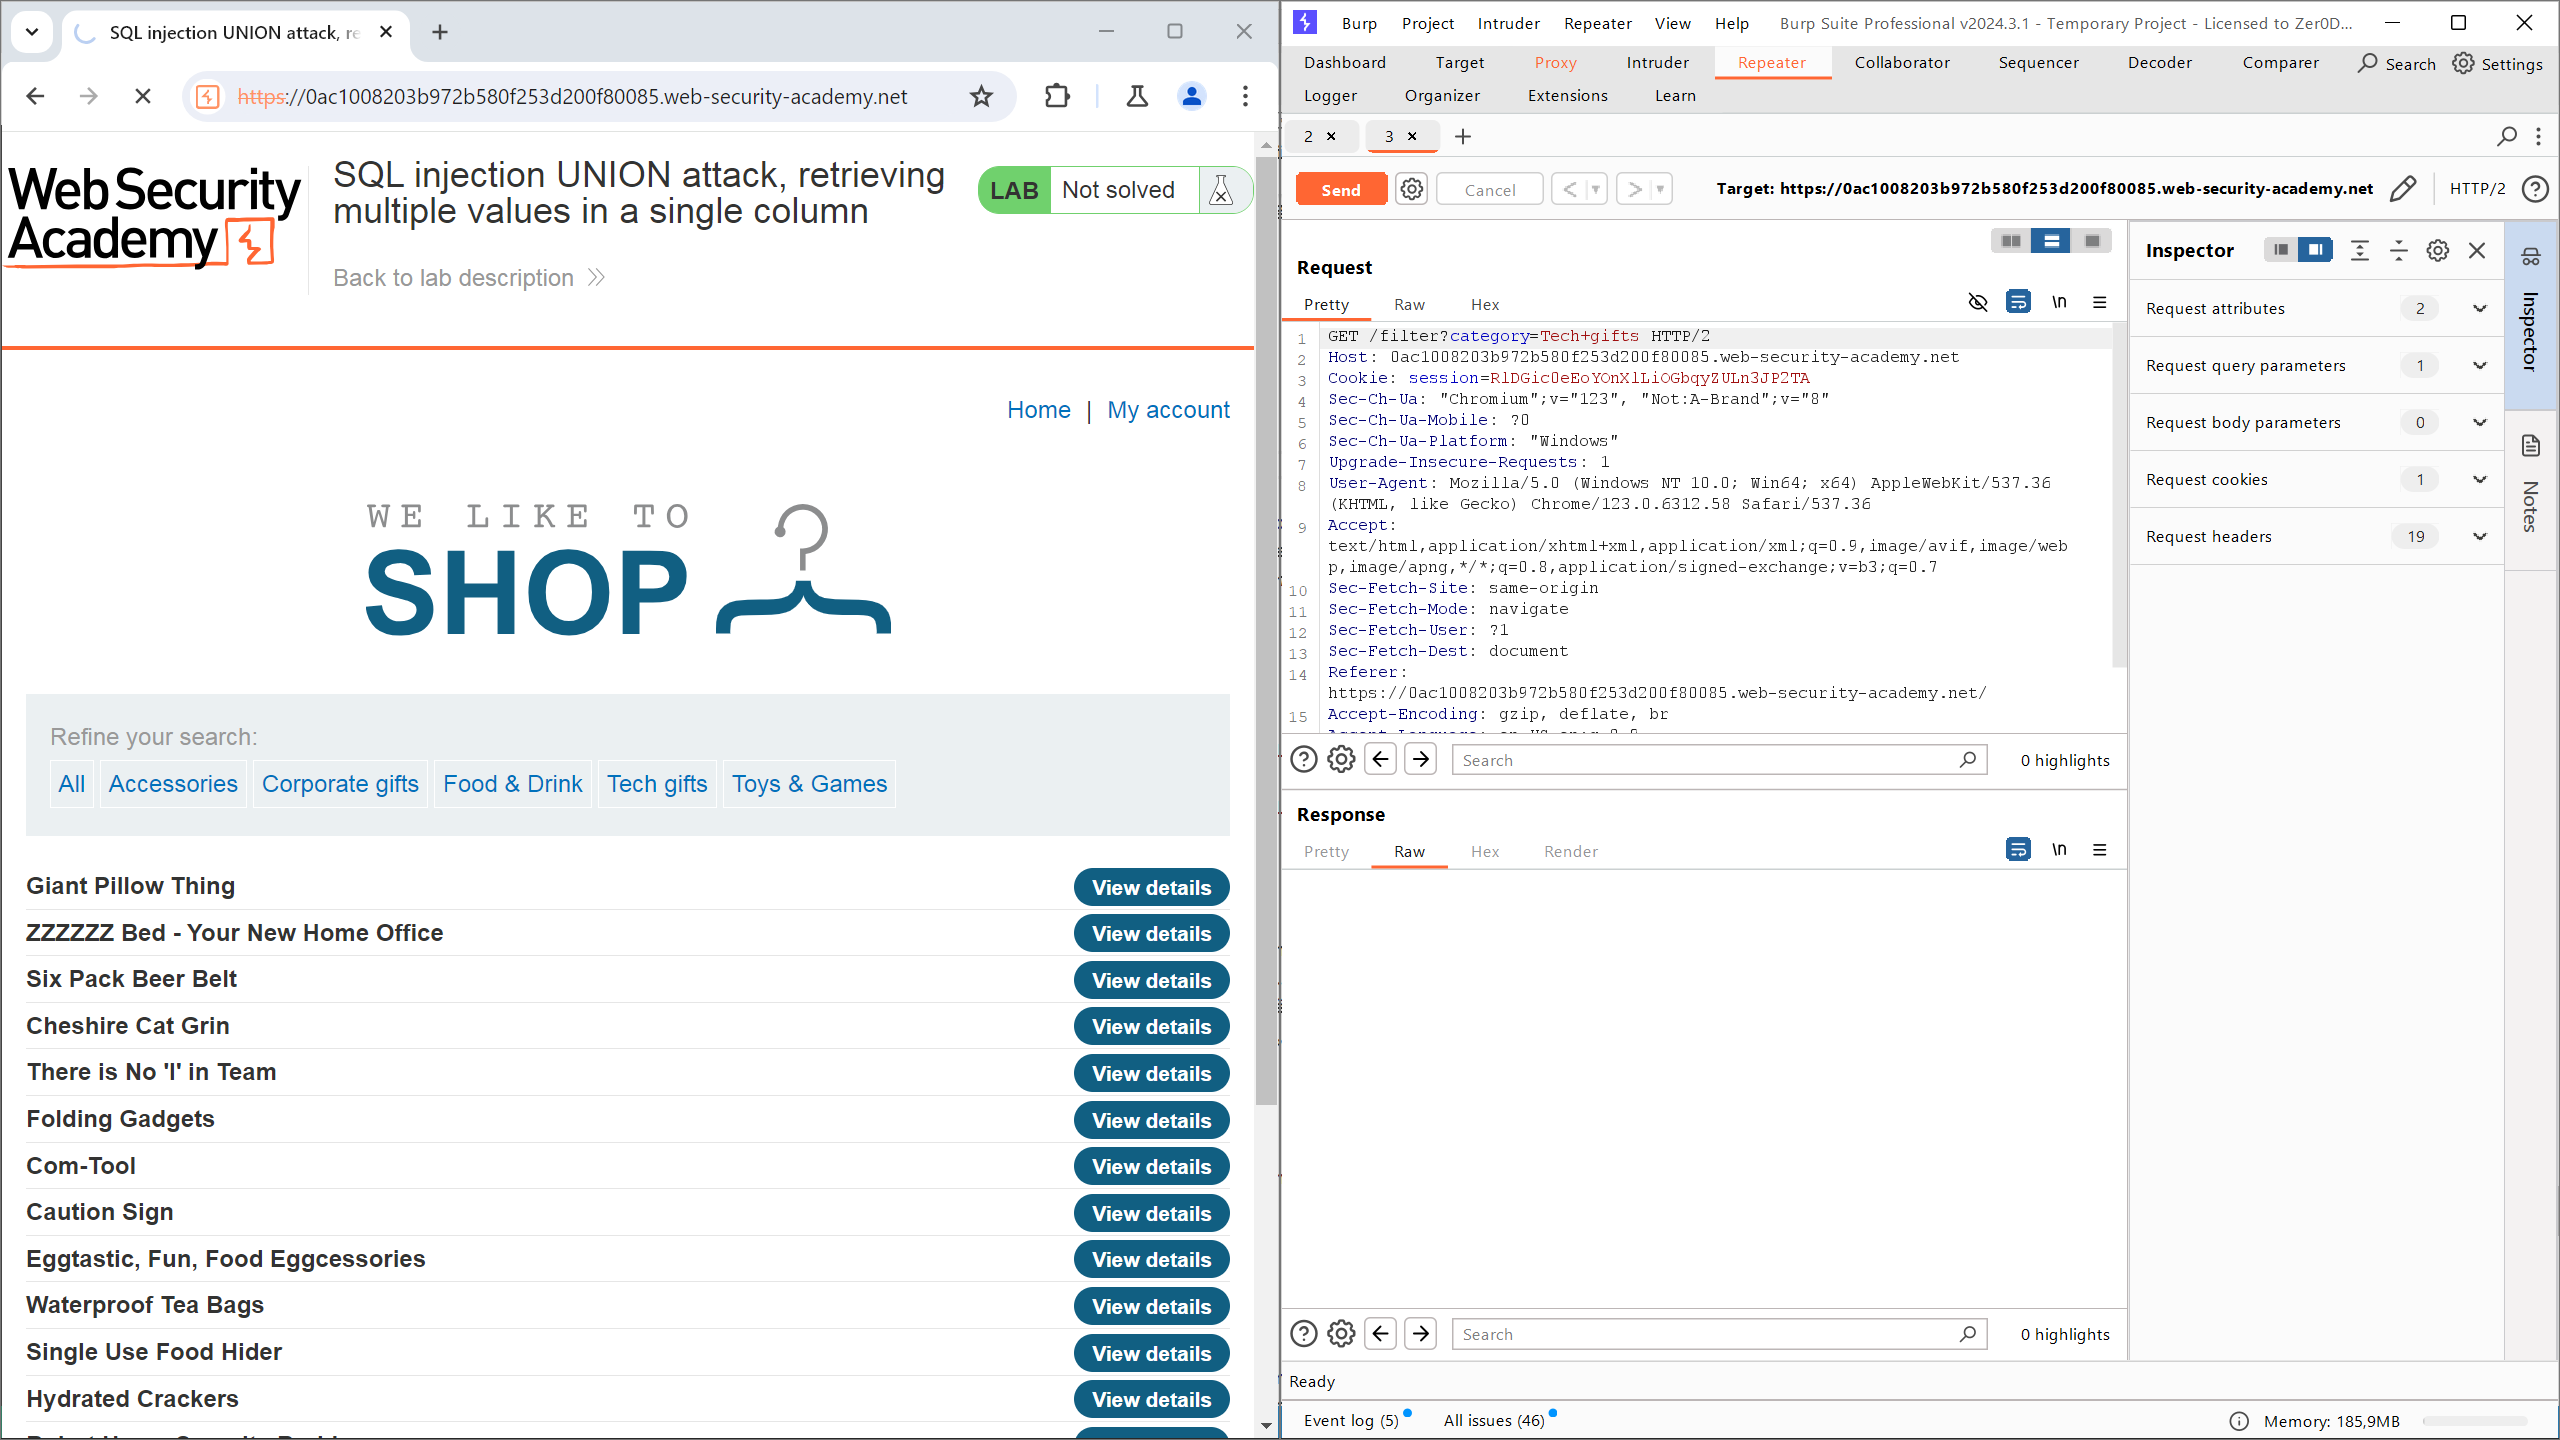 SQL injection UNION attack, re
https://0ac1008203b972b580f253d200f80085.web-security-academy.net
Web Security
Academy
SQL injection UNION attack, retrieving
multiple values in a single column
LAB Not solved
Back to lab description
Home | My account
WE LIKE TO
SHOP
Refine your search:
All Accessories Corporate gifts Food & Drink Tech gifts Toys & Games
Giant Pillow Thing View details
ZZZZZZ Bed - Your New Home Office View details
Six Pack Beer Belt View details
Cheshire Cat Grin View details
There is No 'I' in Team View details
Folding Gadgets View details
Com-Tool View details
Caution Sign View details
Eggtastic, Fun, Food Eggcessories View details
Waterproof Tea Bags View details
Single Use Food Hider View details
Hydrated Crackers View details
Burp Project Intruder Repeater View Help Burp Suite Professional v2024.3.1 - Temporary Project - Licensed to Zer0D...
Dashboard Target Proxy Intruder Repeater Collaborator Sequencer Decoder Comparer Search Settings
Logger Organizer Extensions Learn
2 × 3 × +
Send Cancel < > Target: https://0ac1008203b972b580f253d200f80085.web-security-academy.net HTTP/2
Request
Pretty Raw Hex \n
1 GET /filter?category=Tech+gifts HTTP/2
2 Host: 0ac1008203b972b580f253d200f80085.web-security-academy.net
3 Cookie: session=RlDGic0eEoYOnXlLiOGbqyZULn3JP2TA
4 Sec-Ch-Ua: "Chromium";v="123", "Not:A-Brand";v="8"
5 Sec-Ch-Ua-Mobile: ?0
6 Sec-Ch-Ua-Platform: "Windows"
7 Upgrade-Insecure-Requests: 1
8 User-Agent: Mozilla/5.0 (Windows NT 10.0; Win64; x64) AppleWebKit/537.36
(KHTML, like Gecko) Chrome/123.0.6312.58 Safari/537.36
9 Accept:
text/html,application/xhtml+xml,application/xml;q=0.9,image/avif,image/web
p,image/apng,*/*;q=0.8,application/signed-exchange;v=b3;q=0.7
10 Sec-Fetch-Site: same-origin
11 Sec-Fetch-Mode: navigate
12 Sec-Fetch-User: ?1
13 Sec-Fetch-Dest: document
14 Referer:
https://0ac1008203b972b580f253d200f80085.web-security-academy.net/
15 Accept-Encoding: gzip, deflate, br
Search 0 highlights
Response
Pretty Raw Hex Render \n
Search 0 highlights
Inspector
Request attributes 2
Request query parameters 1
Request body parameters 0
Request cookies 1
Request headers 19
Inspector
Notes
Ready
Event log (5) All issues (46) Memory: 185,9MB